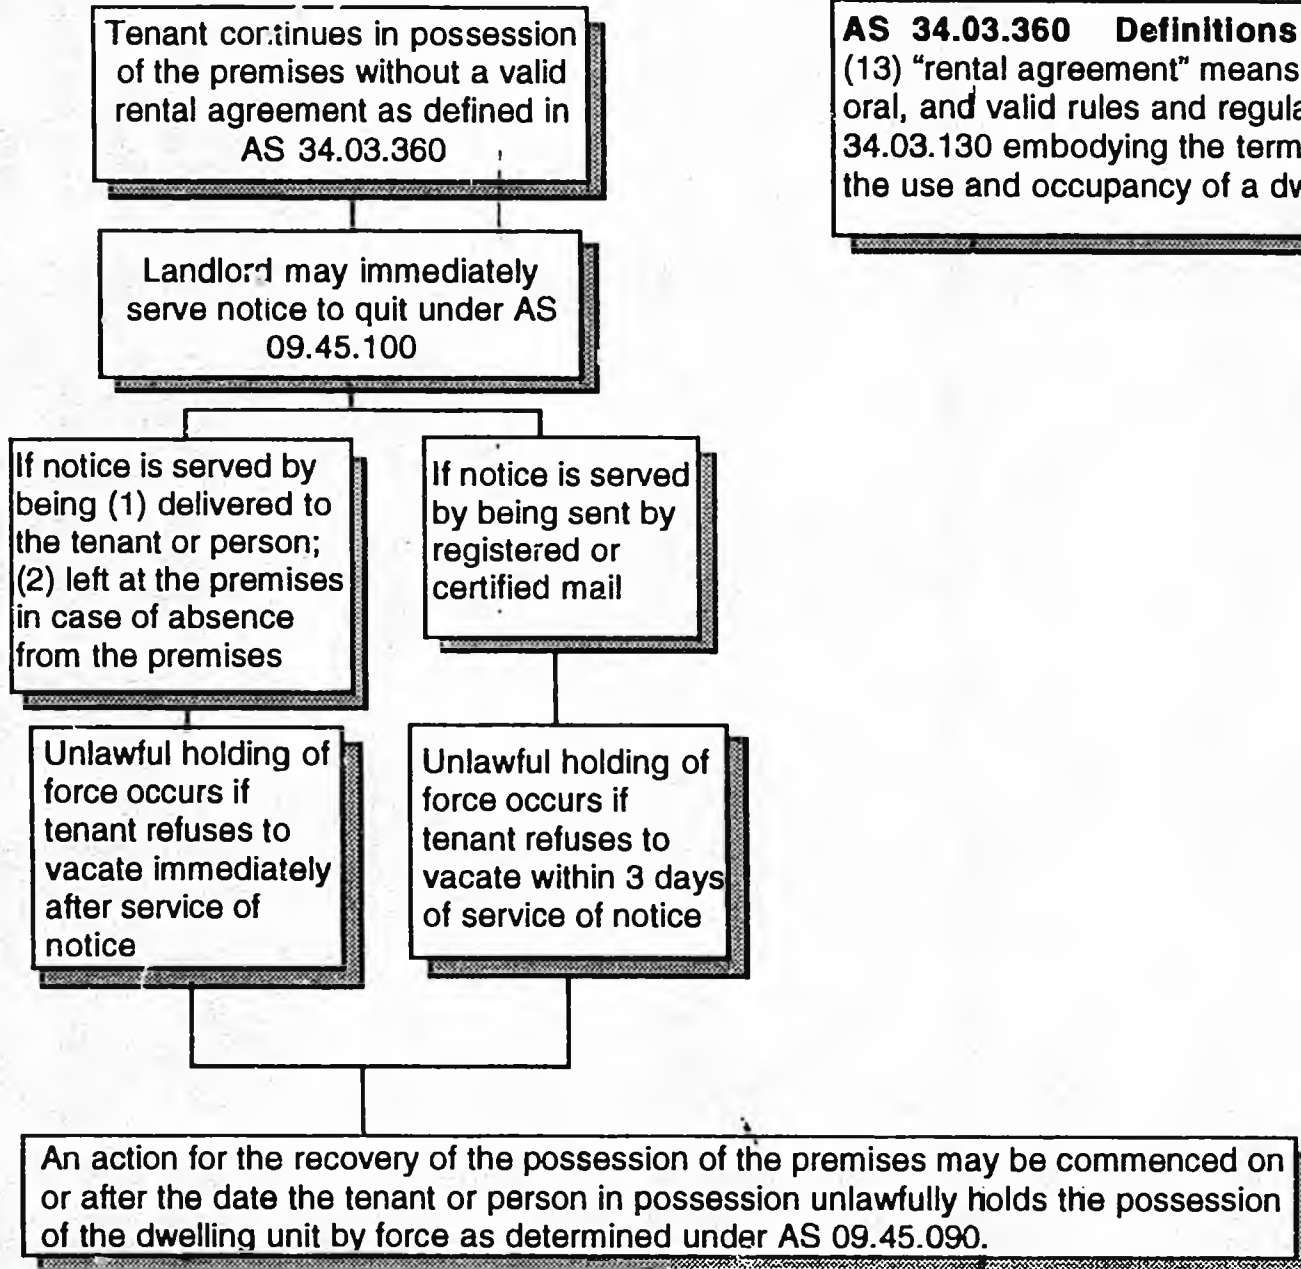 Tenant continues in possession
of the premises without a valid
rental agreement as defined in
AS 34.03.360
AS 34.03.360 Definitions
(13) “rental agreement” means
oral, and valid rules and regula
34.03.130 embodying the term
the use and occupancy of a dw
Landlord may immediately
serve notice to quit under AS
09.45.100
If notice is served by
being (1) delivered to
the tenant or person;
(2) left at the premises
in case of absence
from the premises
If notice is served
by being sent by
registered or
certified mail
Unlawful holding of
force occurs if
tenant refuses to
vacate immediately
after service of
notice
Unlawful holding of
force occurs if
tenant refuses to
vacate within 3 days
of service of notice
An action for the recovery of the possession of the premises may be commenced on
or after the date the tenant or person in possession unlawfully holds the possession
of the dwelling unit by force as determined under AS 09.45.090.